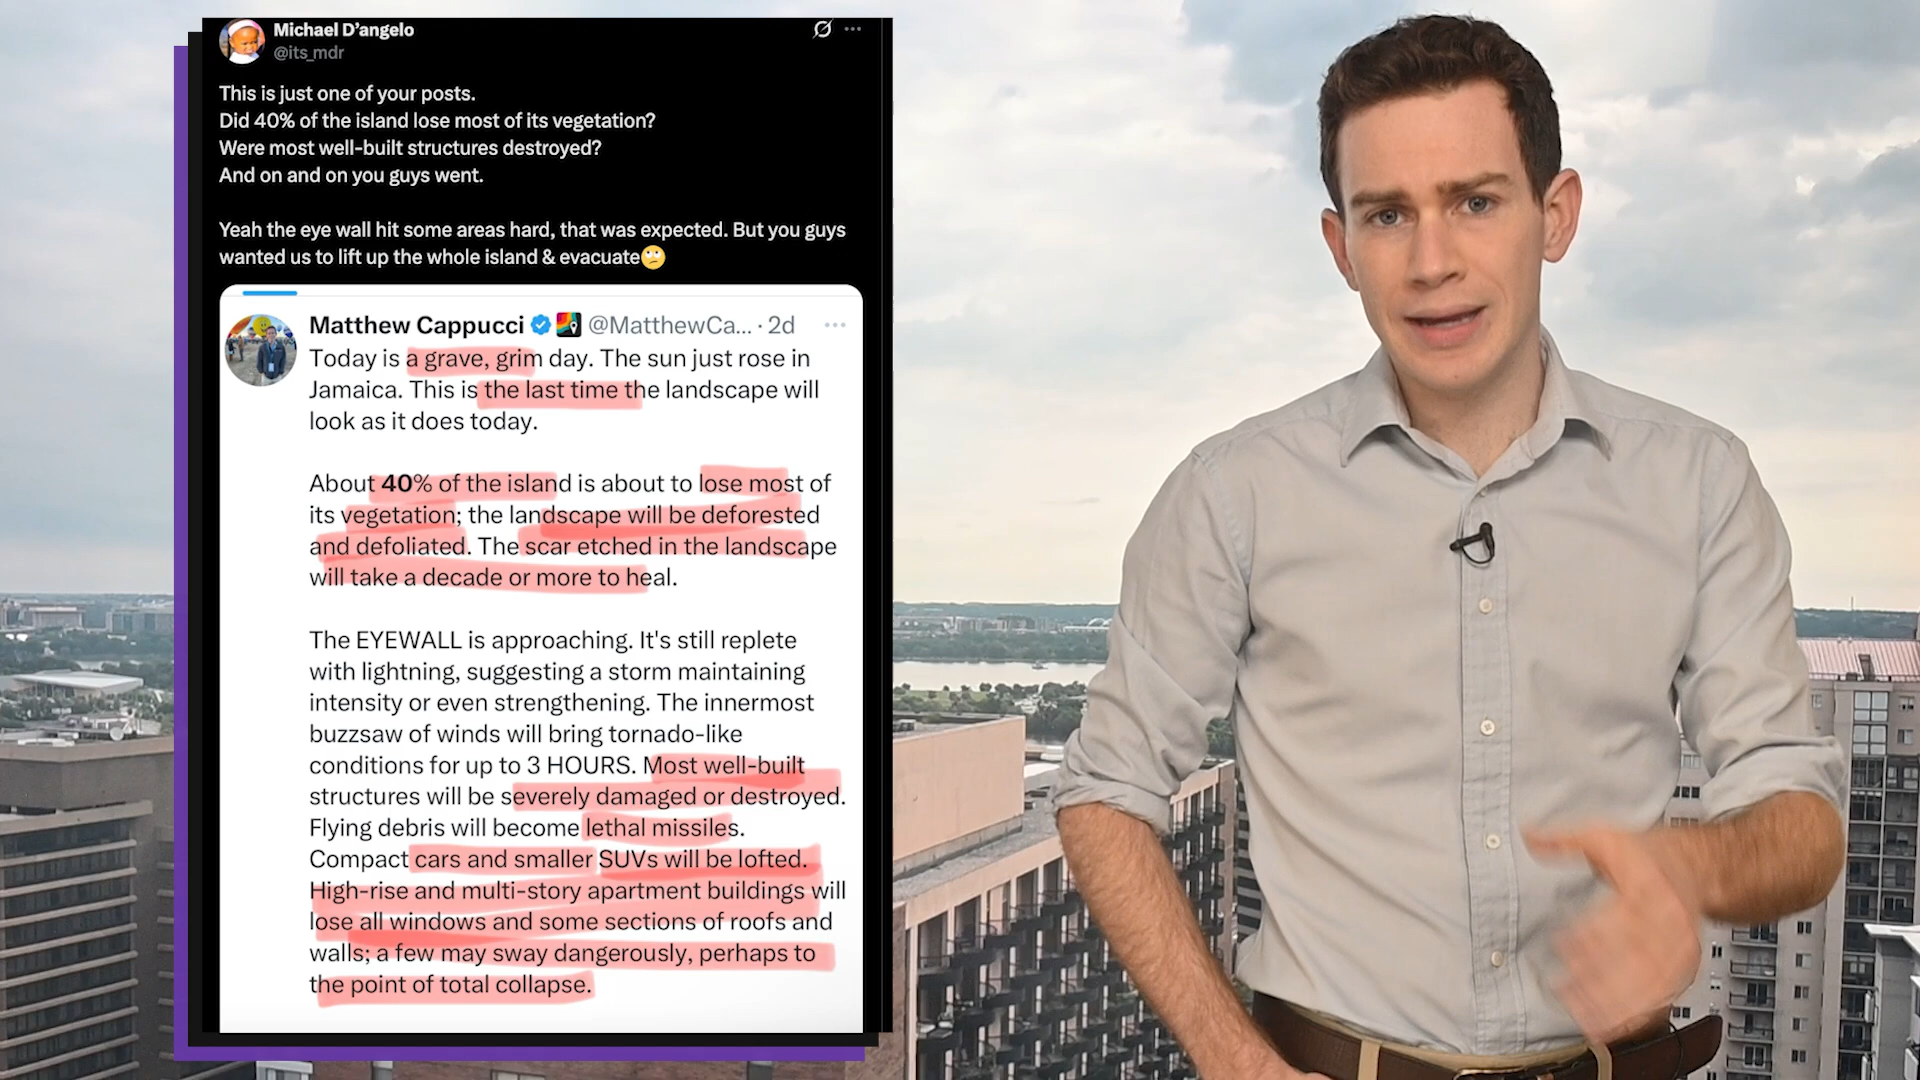 Michael D'angelo
@its_mdr
This is just one of your posts.
Did 40% of the island lose most of its vegetation?
Were most well-built structures destroyed?
And on and on you guys went.
Yeah the eye wall hit some areas hard, that was expected. But you guys
wanted us to lift up the whole island & evacuate🙄
Matthew Cappucci @MatthewCa... · 2d
Today is a grave, grim day. The sun just rose in
Jamaica. This is the last time the landscape will
look as it does today.
About 40% of the island is about to lose most of
its vegetation; the landscape will be deforested
and defoliated. The scar etched in the landscape
will take a decade or more to heal.
The EYEWALL is approaching. It's still replete
with lightning, suggesting a storm maintaining
intensity or even strengthening. The innermost
buzzsaw of winds will bring tornado-like
conditions for up to 3 HOURS. Most well-built
structures will be severely damaged or destroyed.
Flying debris will become lethal missiles.
Compact cars and smaller SUVs will be lofted.
High-rise and multi-story apartment buildings will
lose all windows and some sections of roofs and
walls; a few may sway dangerously, perhaps to
the point of total collapse.